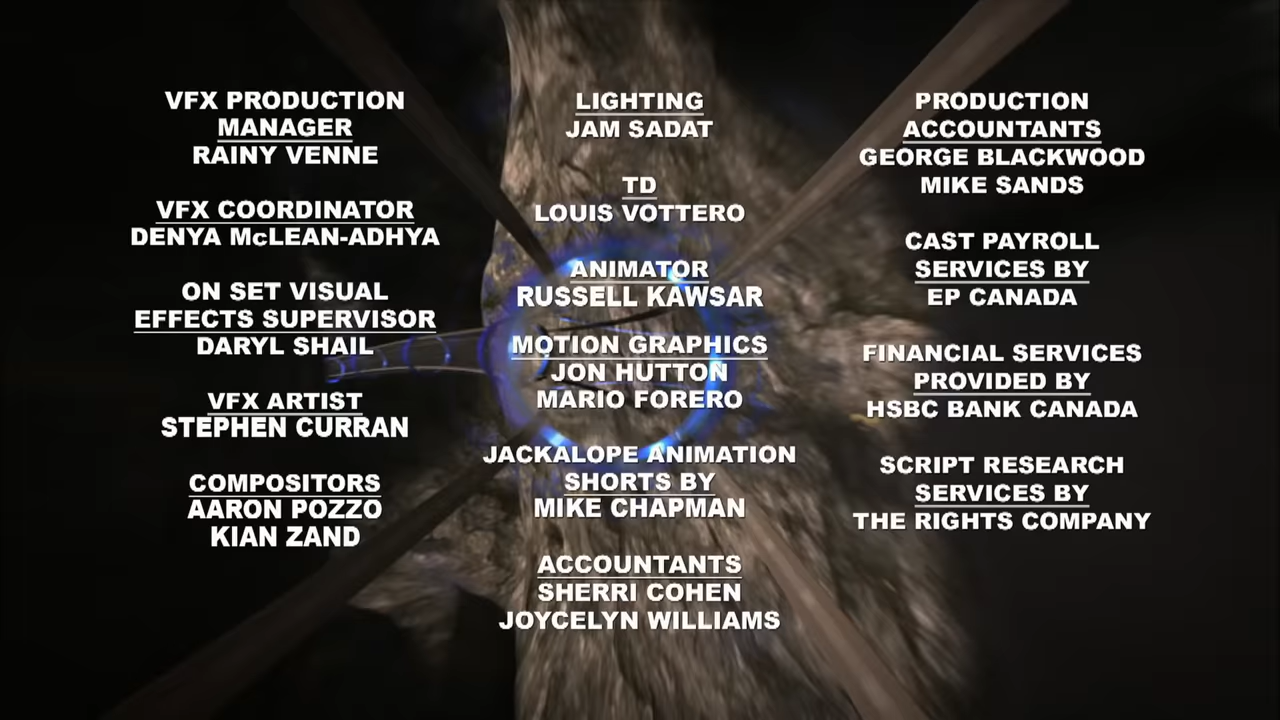 VFX PRODUCTION
MANAGER
RAINY VENNE
VFX COORDINATOR
DENYA McLEAN-ADHYA
ON SET VISUAL
EFFECTS SUPERVISOR
DARYL SHAIL
VFX ARTIST
STEPHEN CURRAN
COMPOSITORS
AARON POZZO
KIAN ZAND
LIGHTING
JAM SADAT
TD
LOUIS VOTTERO
ANIMATOR
RUSSELL KAWSAR
MOTION GRAPHICS
JON HUTTON
MARIO FORERO
JACKALOPE ANIMATION
SHORTS BY
MIKE CHAPMAN
ACCOUNTANTS
SHERRI COHEN
JOYCELYN WILLIAMS
PRODUCTION
ACCOUNTANTS
GEORGE BLACKWOOD
MIKE SANDS
CAST PAYROLL
SERVICES BY
EP CANADA
FINANCIAL SERVICES
PROVIDED BY
HSBC BANK CANADA
SCRIPT RESEARCH
SERVICES BY
THE RIGHTS COMPANY